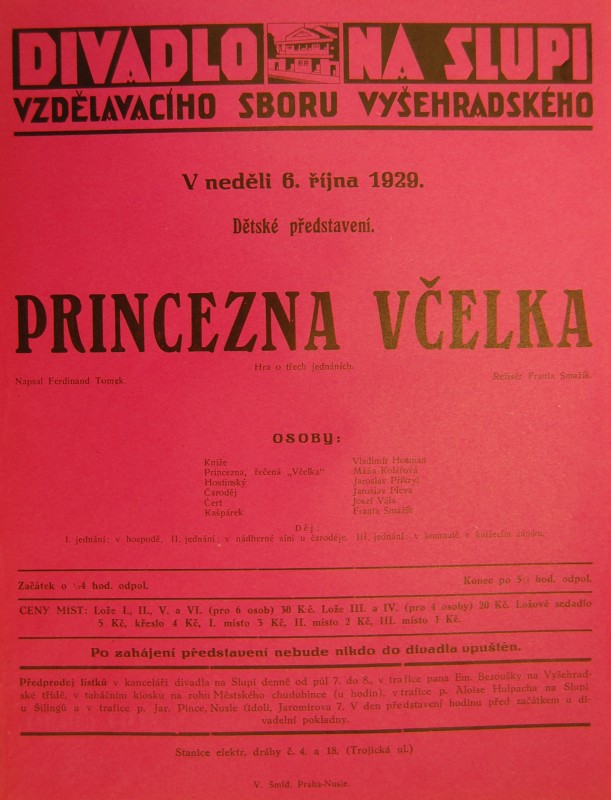 DIVADLO NA SLUPI
VZDĚLAVACÍHO SBORU VYŠEHRADSKÉHO
V neděli 6. října 1929.
Dětské představení.
PRINCEZNA VČELKA
Hra o třech jednáních.
Napsal Ferdinand Tomek. Režisér Franta Smažík.
OSOBY:
Kníže Vladimír Hosman
Princezna, řečená „Včelka" Máňa Kolářová
Hostinský Jaroslav Přikryl
Čaroděj Jaroslav Pleva
Čert Josef Váša
Kašpárek Franta Smažík
Děj:
I. jednání: v hospodě, II. jednání: v nádherné síni u čaroděje, III. jednání: v komnatě v knížecím zámku.
Začátek o 4 hod. odpol. Konec po 5 hod. odpol.
CENY MÍST: Lože I., II., V. a VI. (pro 6 osob) 30 Kč. Lože III. a IV. (pro 4 osoby) 20 Kč. Ložové sedadlo
5 Kč, křeslo 4 Kč, I. místo 3 Kč, II. místo 2 Kč, III. místo 1 Kč.
Po zahájení představení nebude nikdo do divadla vpuštěn.
Předprodej lístků v kanceláři divadla na Slupi denně od půl 7. do 8., v trafice pana Em. Bezoušky na Vyšehrad-
ské třídě, v tabáčním kiosku na rohu Městského chudobince (u hodin), v trafice p. Aloise Hulpacha na Slupi
u Šilingů a v trafice p. Jar. Pince, Nusle údolí, Jaromírova 7. V den představení hodinu před začátkem u di-
vadelní pokladny.
Stanice elektr. dráhy č. 4. a 18. (Trojická ul.)
V. Šmíd, Praha-Nusle.